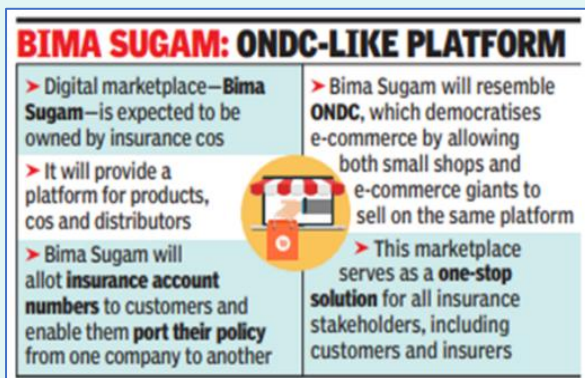 BIMA SUGAM: ONDC-LIKE PLATFORM
➤ Digital marketplace—Bima
Sugam—is expected to be
owned by insurance cos
➤ It will provide a
platform for products,
cos and distributors
➤ Bima Sugam will
allot insurance account
numbers to customers and
enable them port their policy
from one company to another
➤ Bima Sugam will resemble
ONDC, which democratises
e-commerce by allowing
both small shops and
e-commerce giants to
sell on the same platform
➤ This marketplace
serves as a one-stop
solution for all insurance
stakeholders, including
customers and insurers